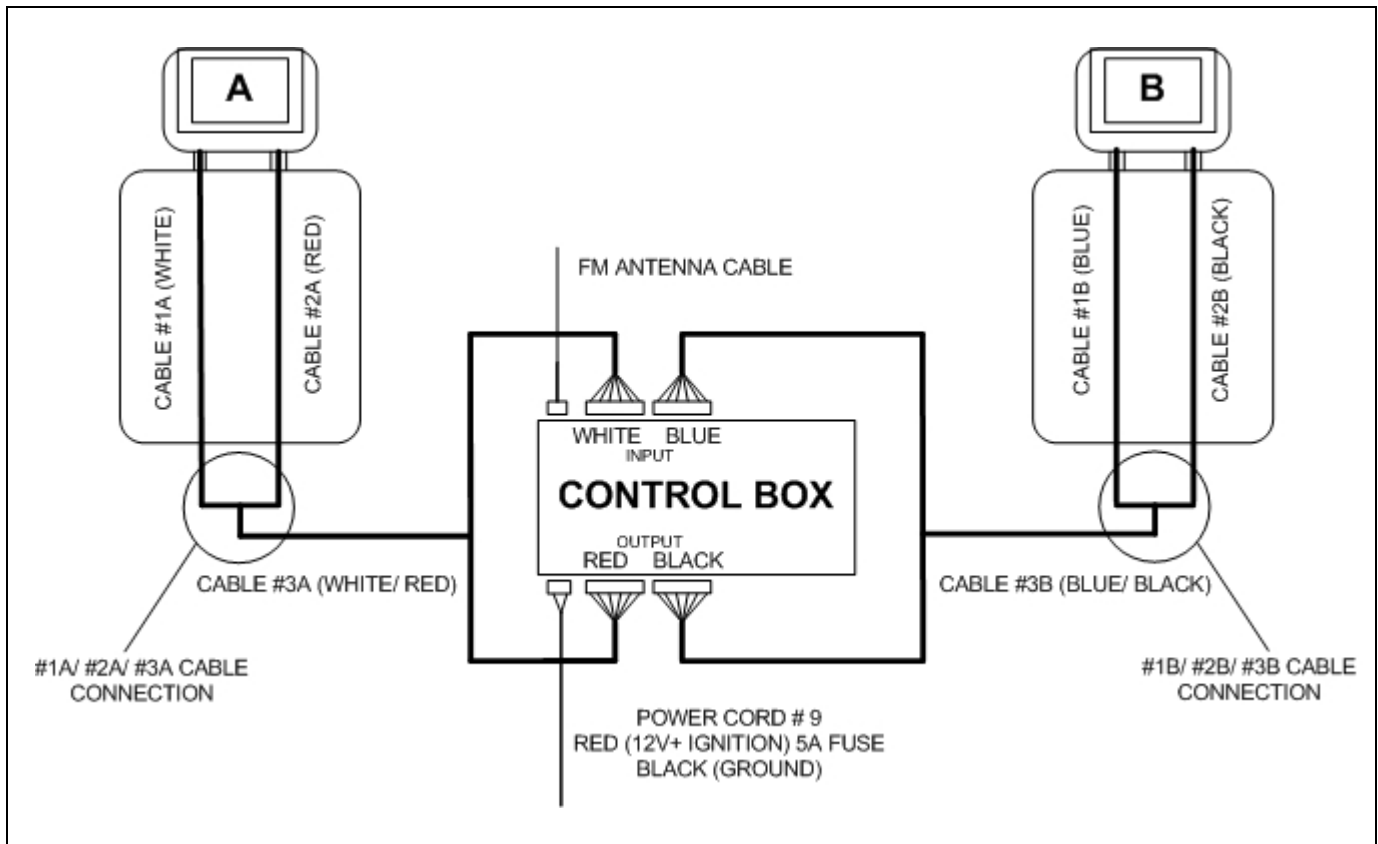 A
B
CABLE #1A (WHITE)
CABLE #2A (RED)
CABLE #1B (BLUE)
CABLE #2B (BLACK)
FM ANTENNA CABLE
WHITE BLUE
INPUT
CONTROL BOX
OUTPUT
RED BLACK
CABLE #3A (WHITE/ RED)
CABLE #3B (BLUE/ BLACK)
#1A/ #2A/ #3A CABLE
CONNECTION
#1B/ #2B/ #3B CABLE
CONNECTION
POWER CORD # 9
RED (12V+ IGNITION) 5A FUSE
BLACK (GROUND)